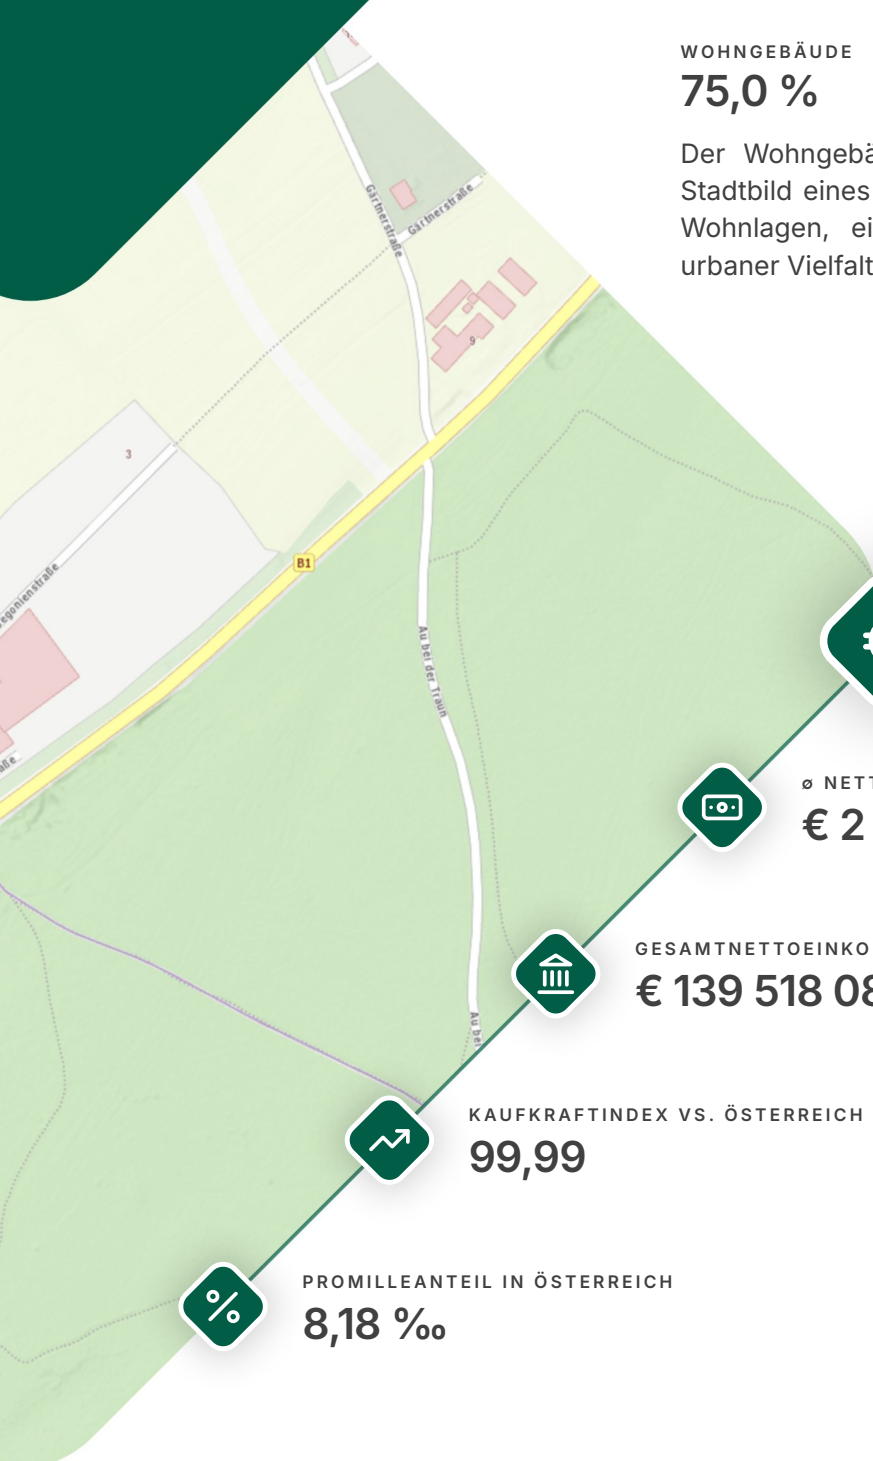 WOHNGEBÄUDE
75,0 %
Der Wohngebä
Stadtbild eines
Wohnlagen, ei
urbaner Vielfalt
Gärtnerstraße
Gärtnerstraße
9
3
B1
egonienstraße
Au bei der Traun
aße
ø NETT
€ 2
GESAMTNETTOEINKO
€ 139 518 08
Au bei
KAUFKRAFTINDEX VS. ÖSTERREICH
99,99
PROMILLEANTEIL IN ÖSTERREICH
8,18 ‰